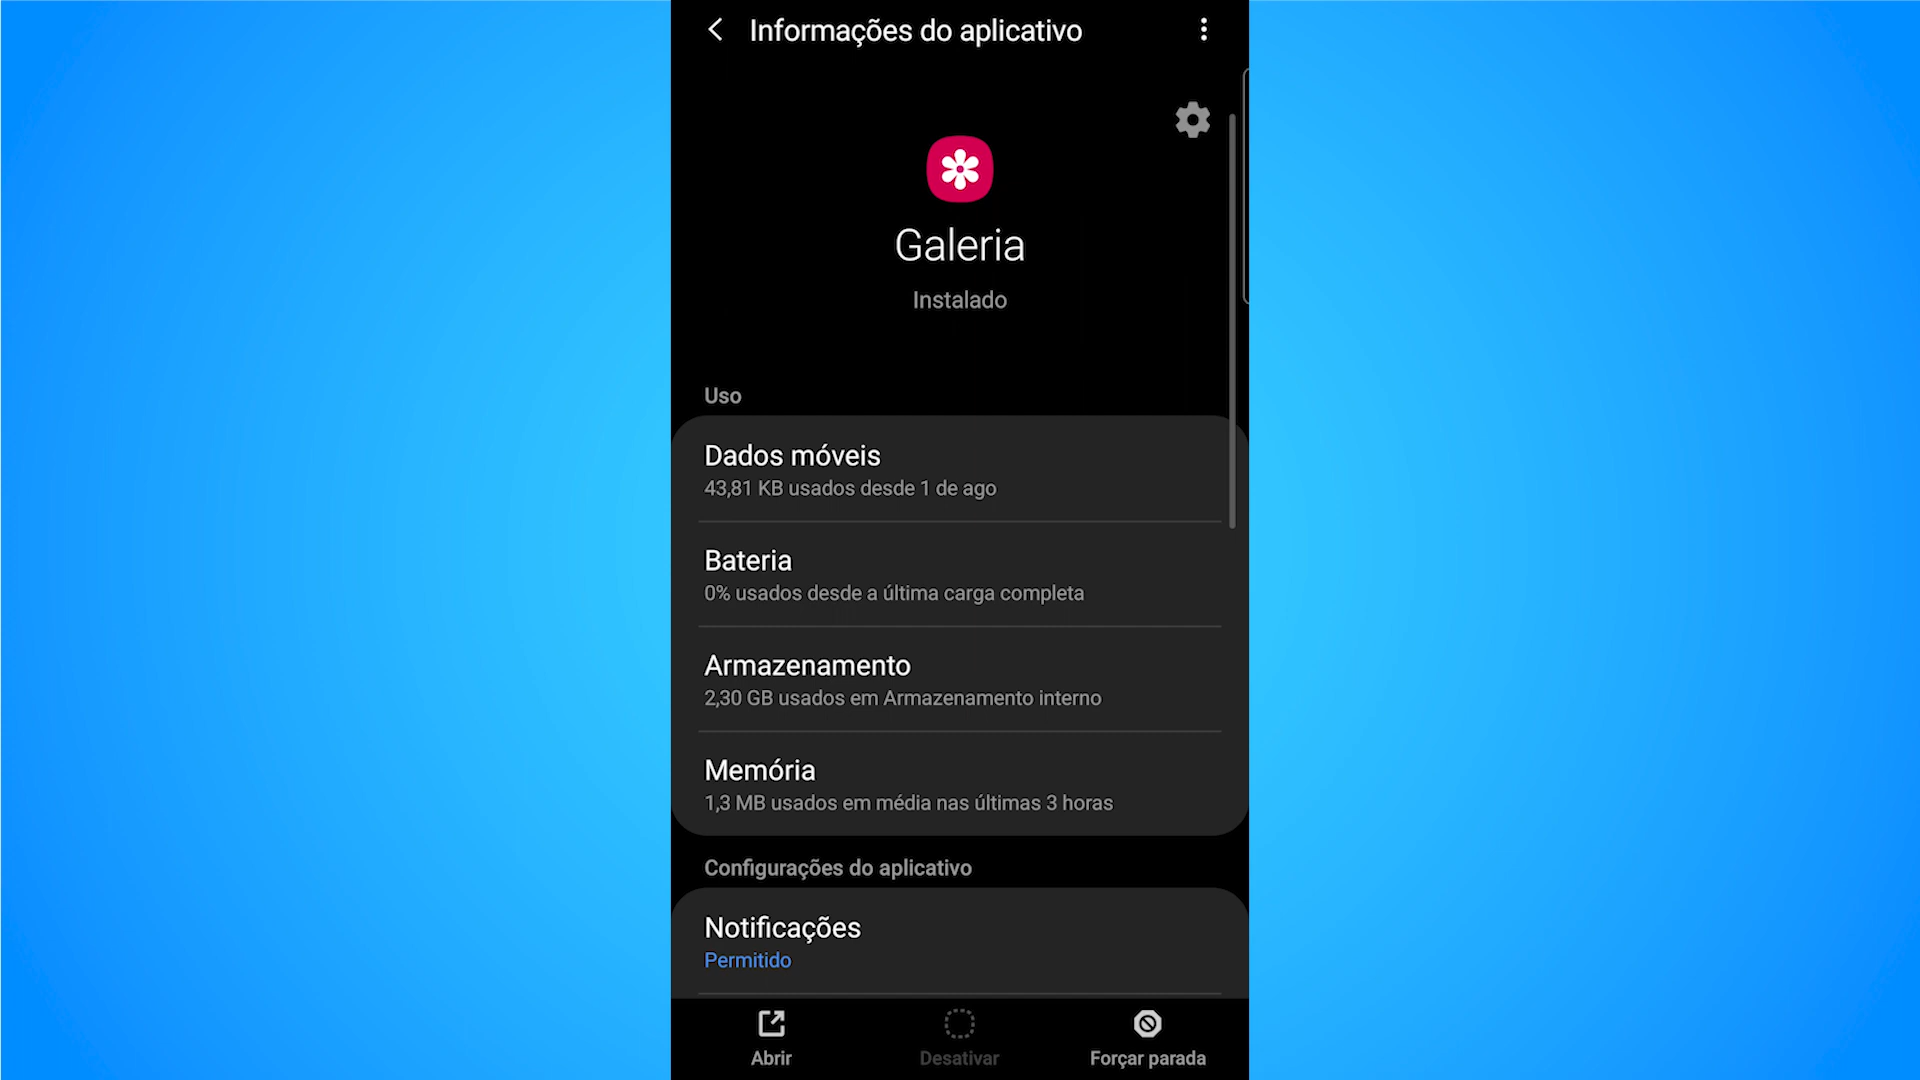 Informações do aplicativo
Galeria
Instalado
Uso
Dados móveis
43,81 KB usados desde 1 de ago
Bateria
0% usados desde a última carga completa
Armazenamento
2,30 GB usados em Armazenamento interno
Memória
1,3 MB usados em média nas últimas 3 horas
Configurações do aplicativo
Notificações
Permitido
Abrir
Desativar
Forçar parada